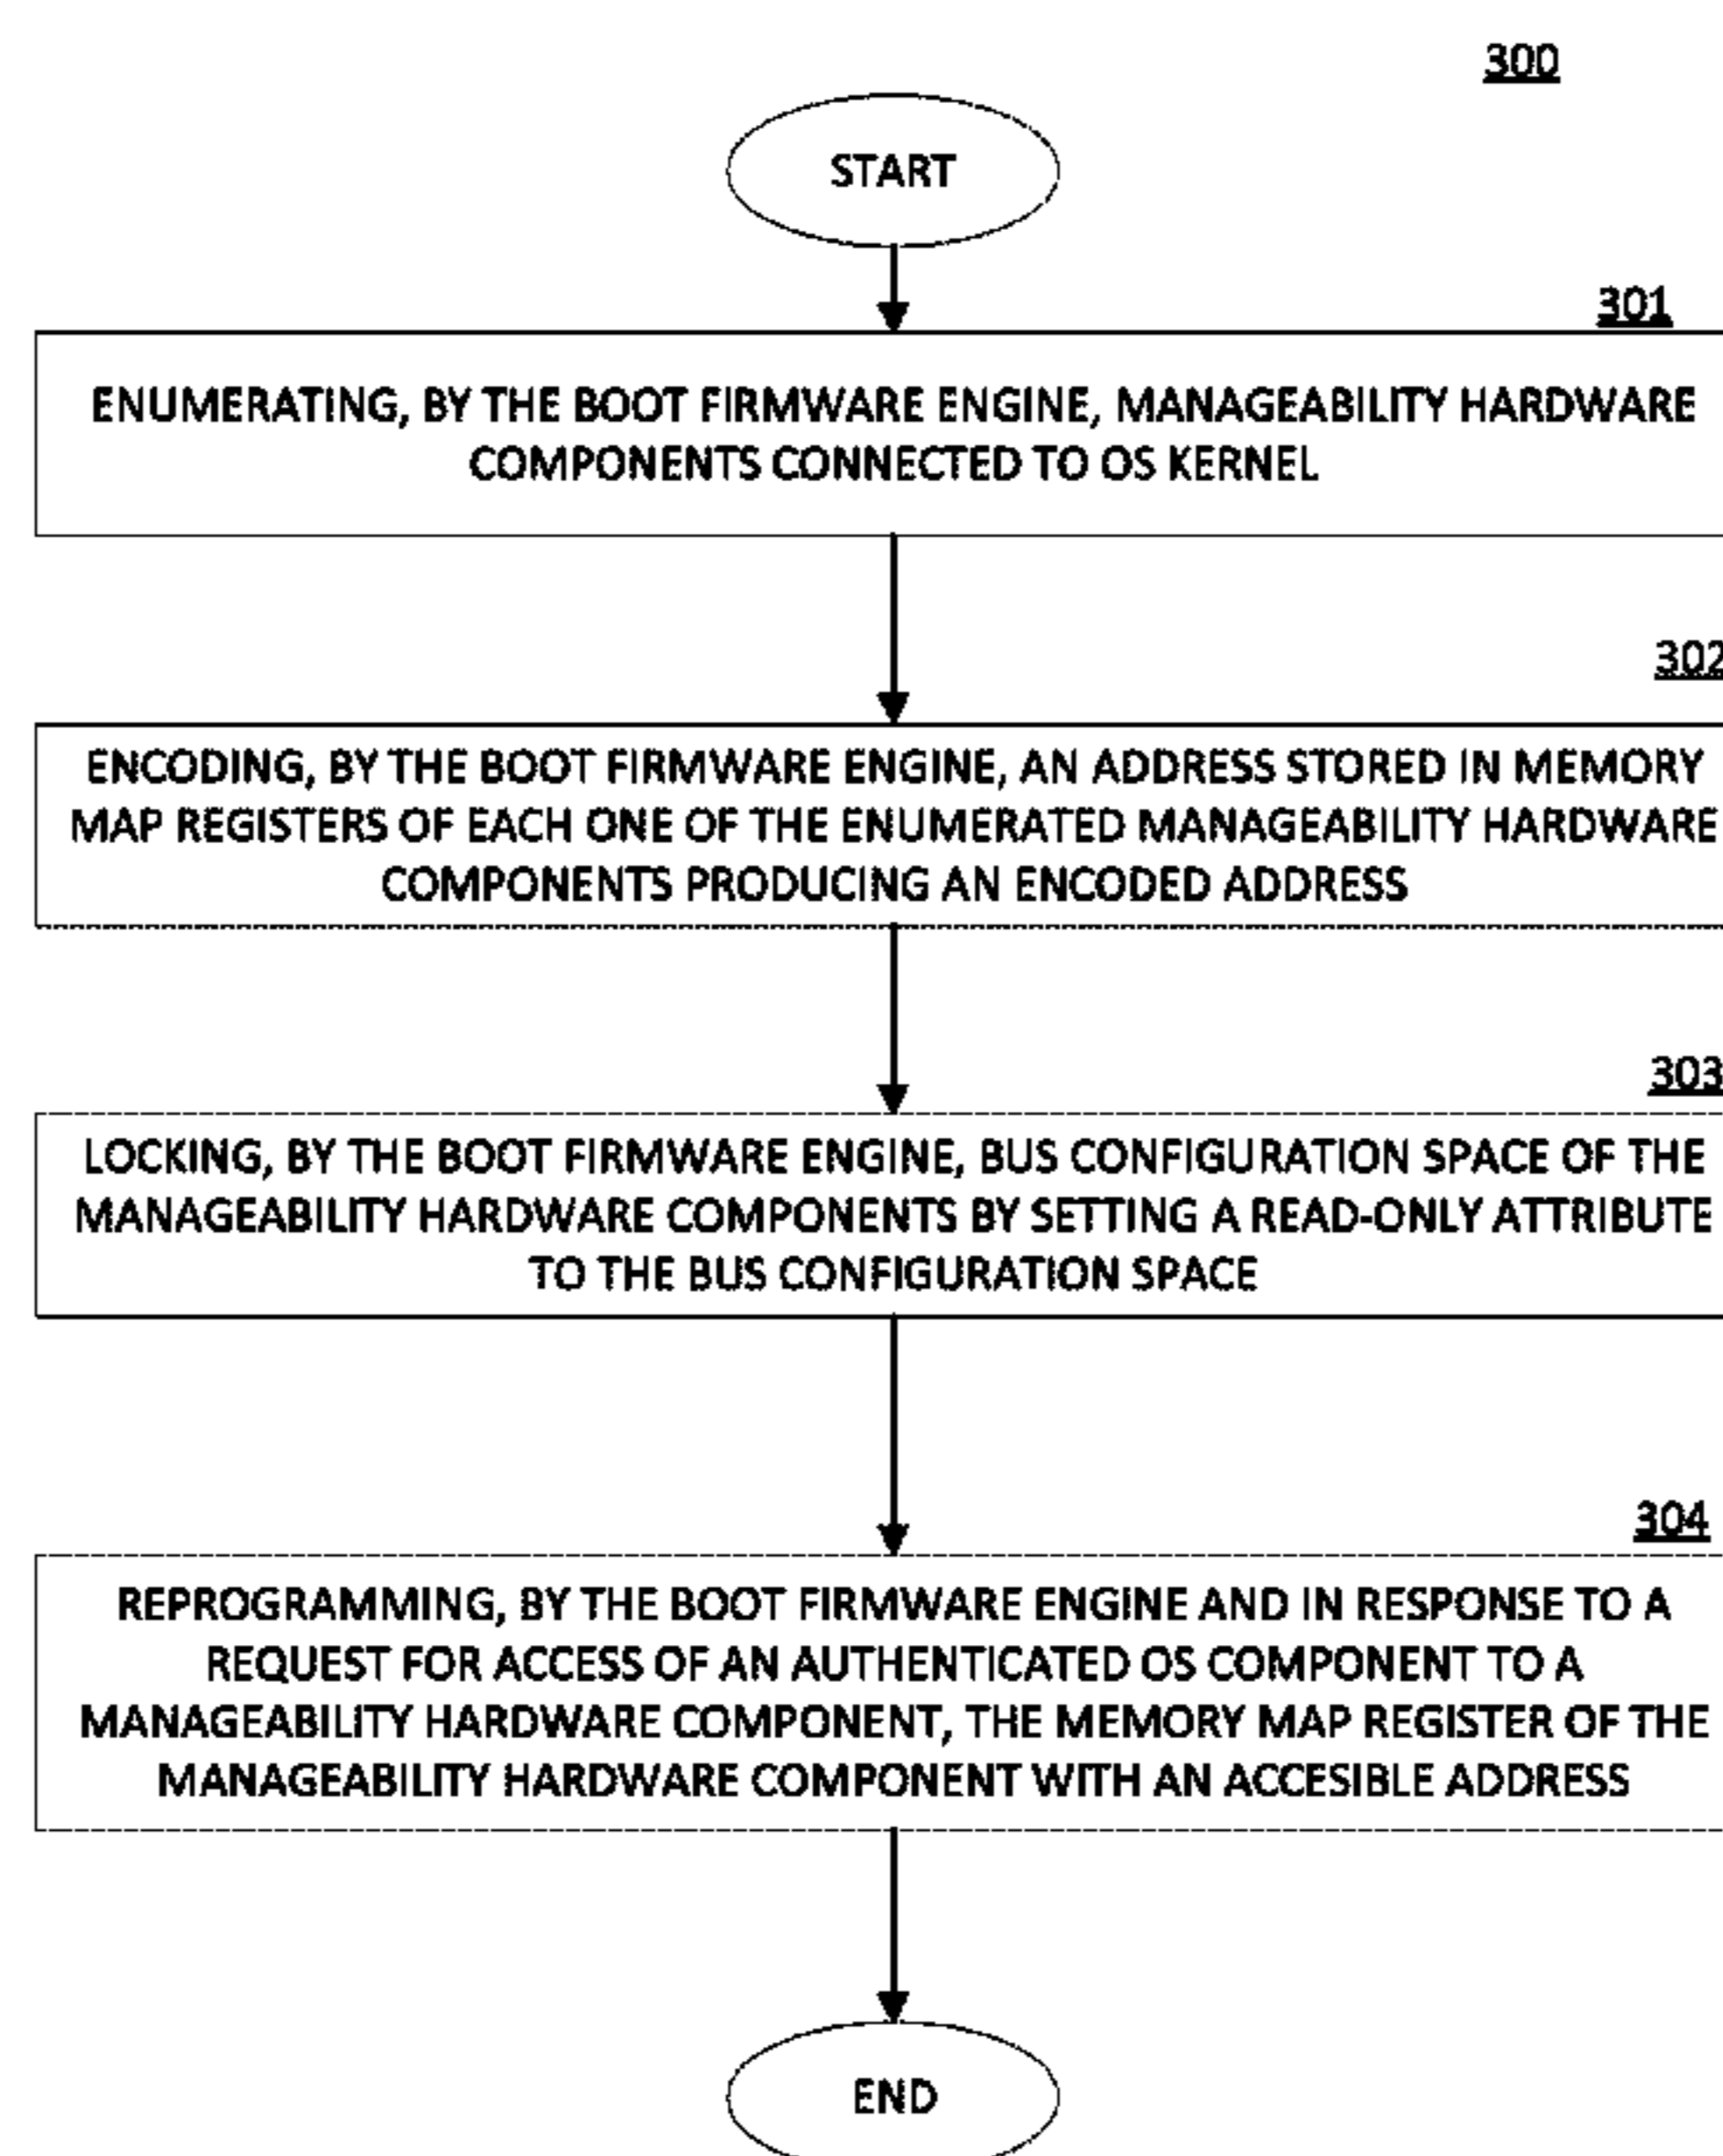 300
START
301
ENUMERATING, BY THE BOOT FIRMWARE ENGINE, MANAGEABILITY HARDWARE
COMPONENTS CONNECTED TO OS KERNEL
302
ENCODING, BY THE BOOT FIRMWARE ENGINE, AN ADDRESS STORED IN MEMORY
MAP REGISTERS OF EACH ONE OF THE ENUMERATED MANAGEABILITY HARDWARE
COMPONENTS PRODUCING AN ENCODED ADDRESS
303
LOCKING, BY THE BOOT FIRMWARE ENGINE, BUS CONFIGURATION SPACE OF THE
MANAGEABILITY HARDWARE COMPONENTS BY SETTING A READ-ONLY ATTRIBUTE
TO THE BUS CONFIGURATION SPACE
304
REPROGRAMMING, BY THE BOOT FIRMWARE ENGINE AND IN RESPONSE TO A
REQUEST FOR ACCESS OF AN AUTHENTICATED OS COMPONENT TO A
MANAGEABILITY HARDWARE COMPONENT, THE MEMORY MAP REGISTER OF THE
MANAGEABILITY HARDWARE COMPONENT WITH AN ACCESIBLE ADDRESS
END